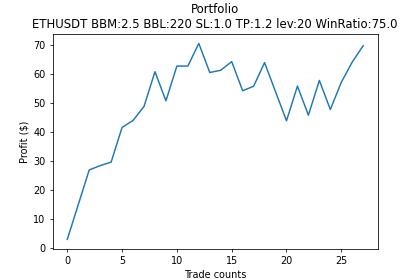 Portfolio
ETHUSDT BBM:2.5 BBL:220 SL:1.0 TP:1.2 lev:20 WinRatio:75.0
70
60
50
40
30
20
10
0
Profit ($)
0 5 10 15 20 25
Trade counts